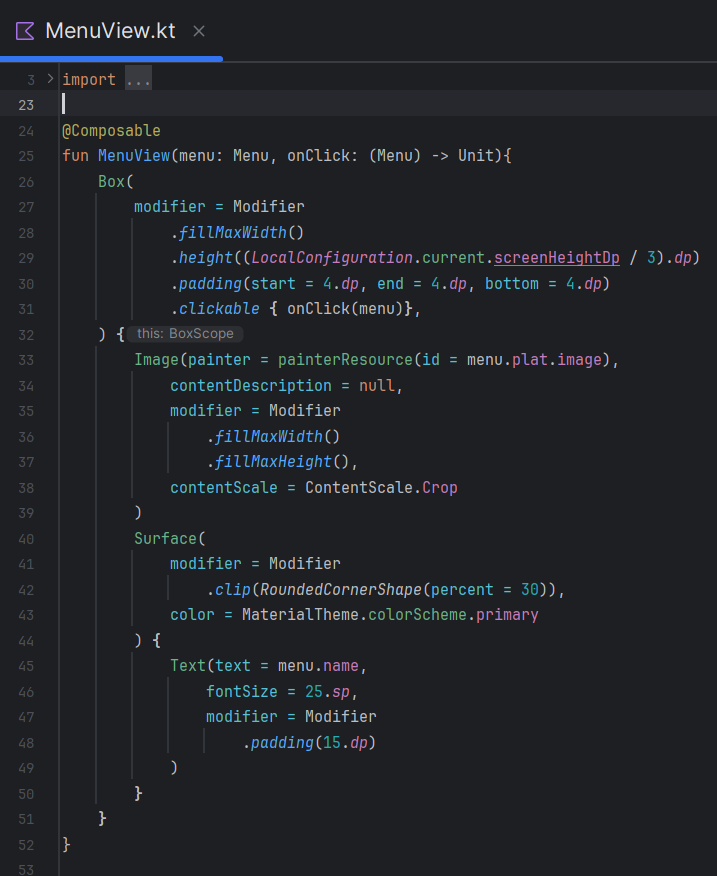 MenuView.kt ×
3 > import ...
23
24 @Composable
25 fun MenuView(menu: Menu, onClick: (Menu) -> Unit){
26     Box(
27         modifier = Modifier
28             .fillMaxWidth()
29             .height((LocalConfiguration.current.screenHeightDp / 3).dp)
30             .padding(start = 4.dp, end = 4.dp, bottom = 4.dp)
31             .clickable { onClick(menu)},
32     ) { this: BoxScope
33         Image(painter = painterResource(id = menu.plat.image),
34             contentDescription = null,
35             modifier = Modifier
36                 .fillMaxWidth()
37                 .fillMaxHeight(),
38             contentScale = ContentScale.Crop
39         )
40         Surface(
41             modifier = Modifier
42                 .clip(RoundedCornerShape(percent = 30)),
43             color = MaterialTheme.colorScheme.primary
44         ) {
45             Text(text = menu.name,
46                 fontSize = 25.sp,
47                 modifier = Modifier
48                     .padding(15.dp)
49             )
50         }
51     }
52 }
53